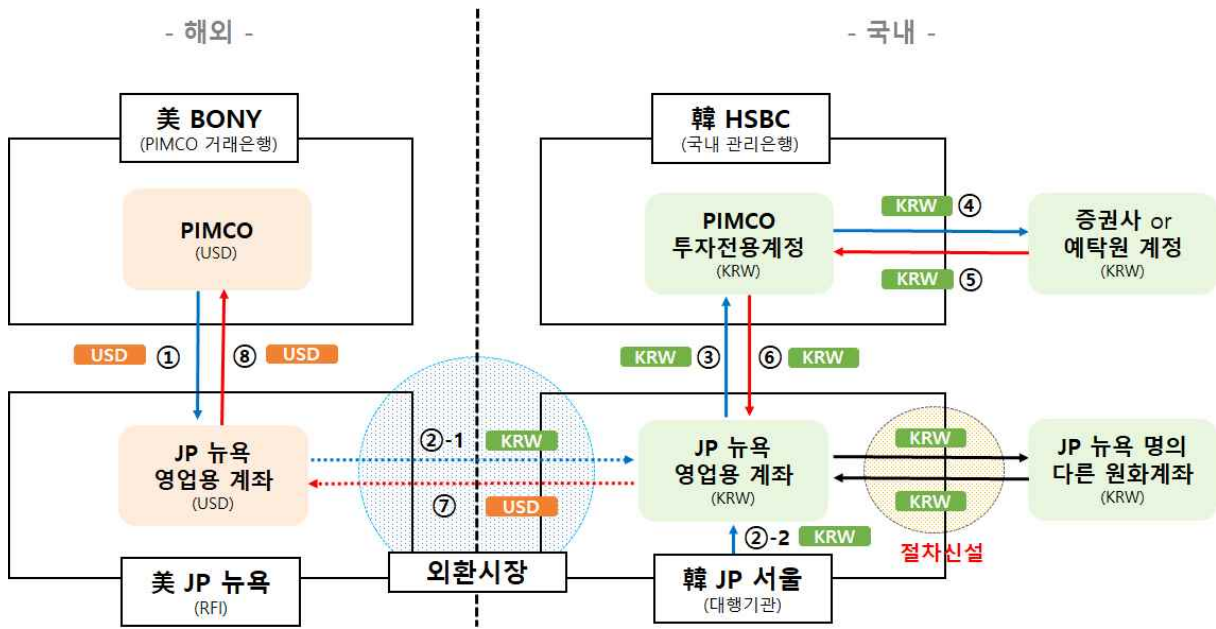 - 해외 -
- 국내 -
美 BONY
(PIMCO 거래은행)
韓 HSBC
(국내 관리은행)
PIMCO
(USD)
PIMCO
투자전용계정
(KRW)
KRW ④
증권사 or
예탁원 계정
(KRW)
KRW ⑤
USD ①
⑧ USD
KRW ③
⑥ KRW
JP 뉴욕
영업용 계좌
(USD)
②-1 KRW
⑦ USD
JP 뉴욕
영업용 계좌
(KRW)
KRW
KRW
JP 뉴욕 명의
다른 원화계좌
(KRW)
②-2 KRW
절차신설
외환시장
美 JP 뉴욕
(RFI)
韓 JP 서울
(대행기관)